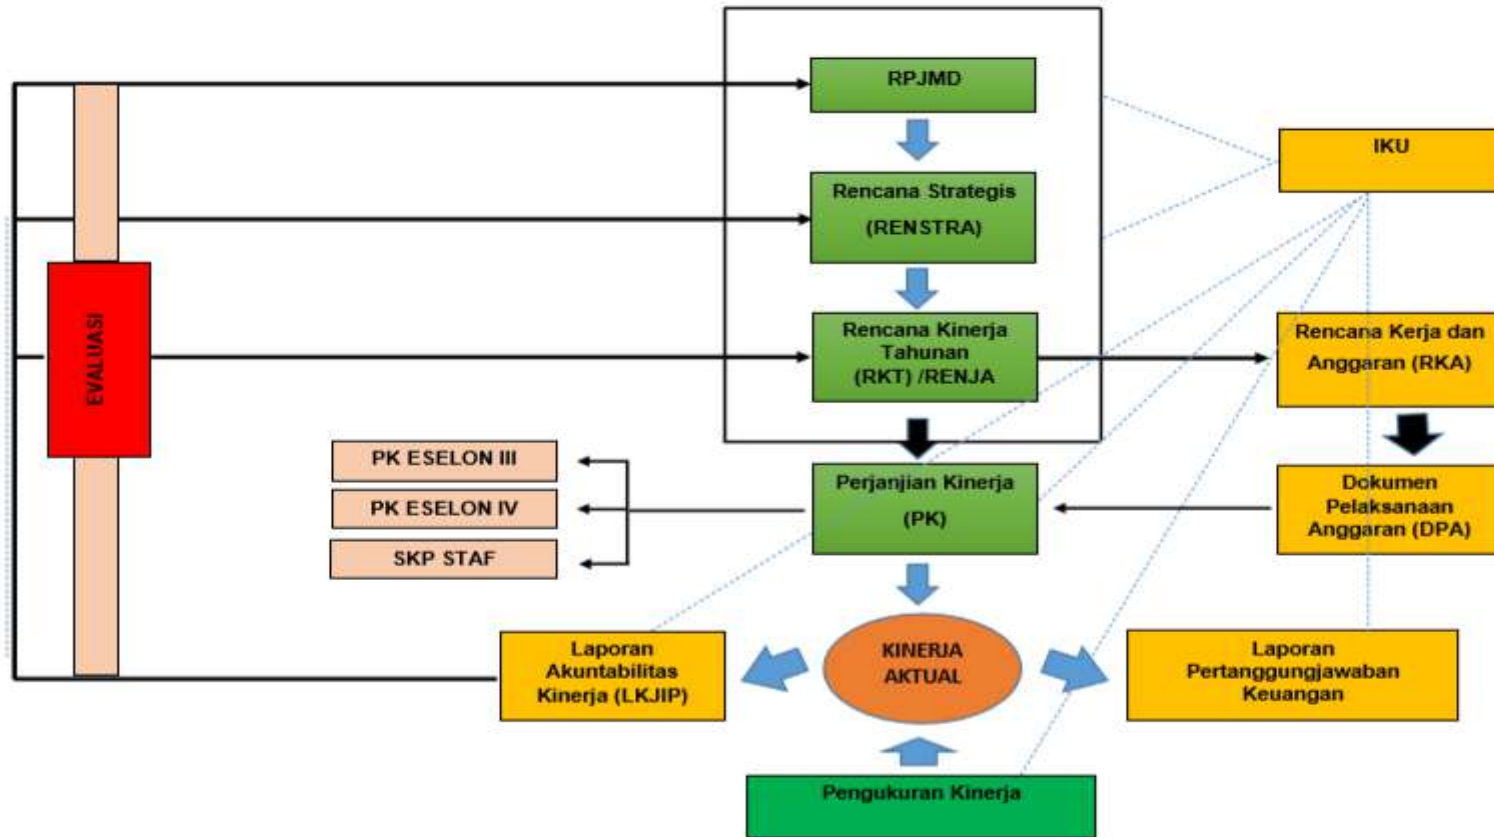 RPJMD
IKU
Rencana Strategis
(RENSTRA)
EVALUASI
Rencana Kinerja
Tahunan
(RKT) /RENJA
Rencana Kerja dan
Anggaran (RKA)
PK ESELON III
PK ESELON IV
SKP STAF
Perjanjian Kinerja
(PK)
Dokumen
Pelaksanaan
Anggaran (DPA)
Laporan
Akuntabilitas
Kinerja (LKJIP)
KINERJA
AKTUAL
Laporan
Pertanggungjawaban
Keuangan
Pengukuran Kinerja